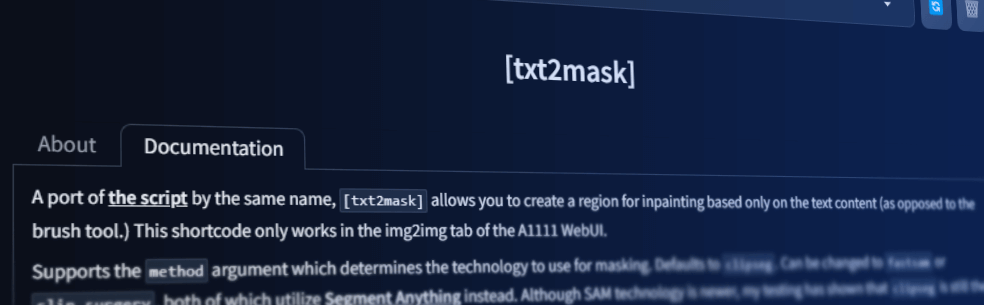 [txt2mask]
About
Documentation
A port of the script by the same name, [txt2mask] allows you to create a region for inpainting based only on the text content (as opposed to the
brush tool.) This shortcode only works in the img2img tab of the A1111 WebUI.
Supports the method argument which determines the technology to use for masking. Defaults to clipseg. Can be changed to fastsam or
clip_surgery, both of which utilize Segment Anything instead. Although SAM technology is newer, my testing has shown that clipseg is still the